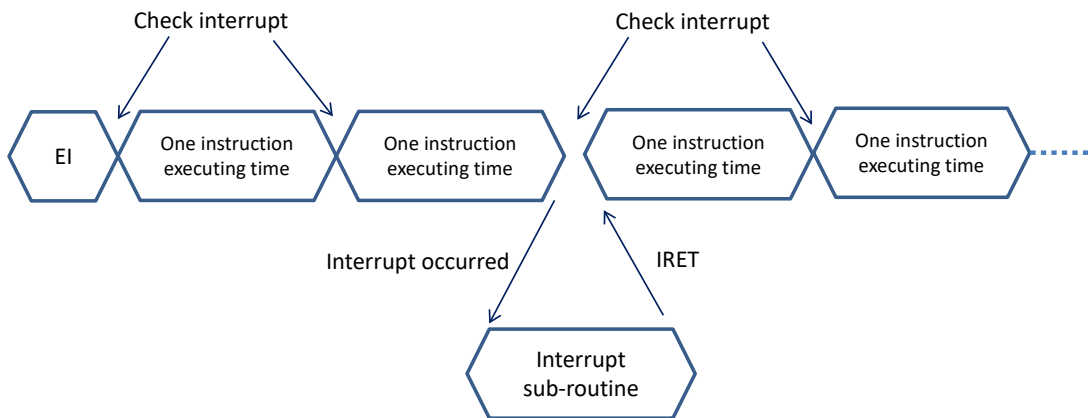 Check interrupt
Check interrupt
EI
One instruction
executing time
One instruction
executing time
One instruction
executing time
One instruction
executing time
Interrupt occurred
IRET
Interrupt
sub-routine